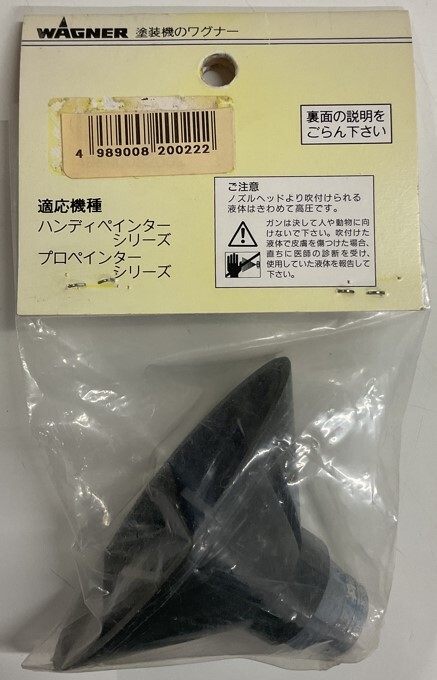 WAGNER 塗装機のワグナー
裏面の説明を
ごらん下さい
4 989008 200222
適応機種
ハンディペインター
シリーズ
プロペインター
シリーズ
ご注意
ノズルヘッドより吹付けられる
液体はきわめて高圧です。
ガンは決して人や動物に向
けないで下さい。吹付けた
液体で皮膚を傷つけた場合、
直ちに医師の診断を受け、
使用していた液体を報告して
下さい。